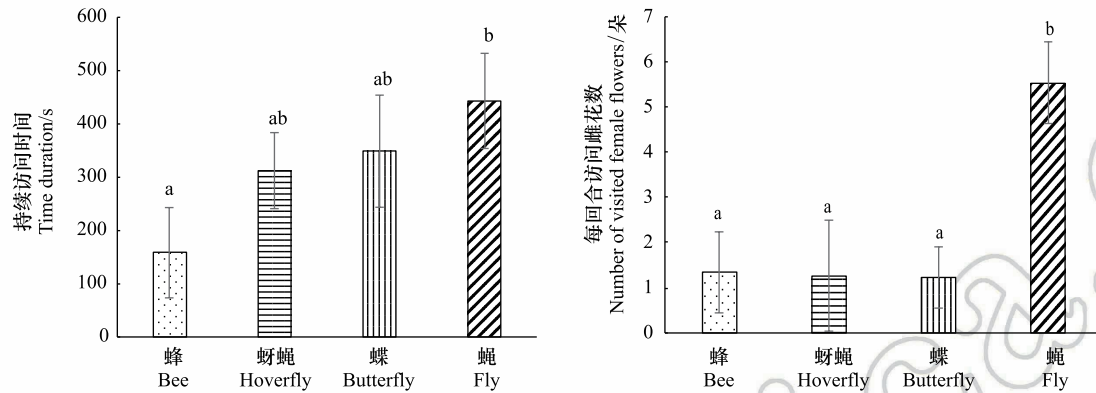 600
500
400
300
200
100
0
持续访问时间
Time duration/s
a
ab
ab
b
蜂
Bee
蚜蝇
Hoverfly
蝶
Butterfly
蝇
Fly
7
6
5
4
3
2
1
0
每回合访问雌花数
Number of visited female flowers/朵
a
a
a
b
蜂
Bee
蚜蝇
Hoverfly
蝶
Butterfly
蝇
Fly